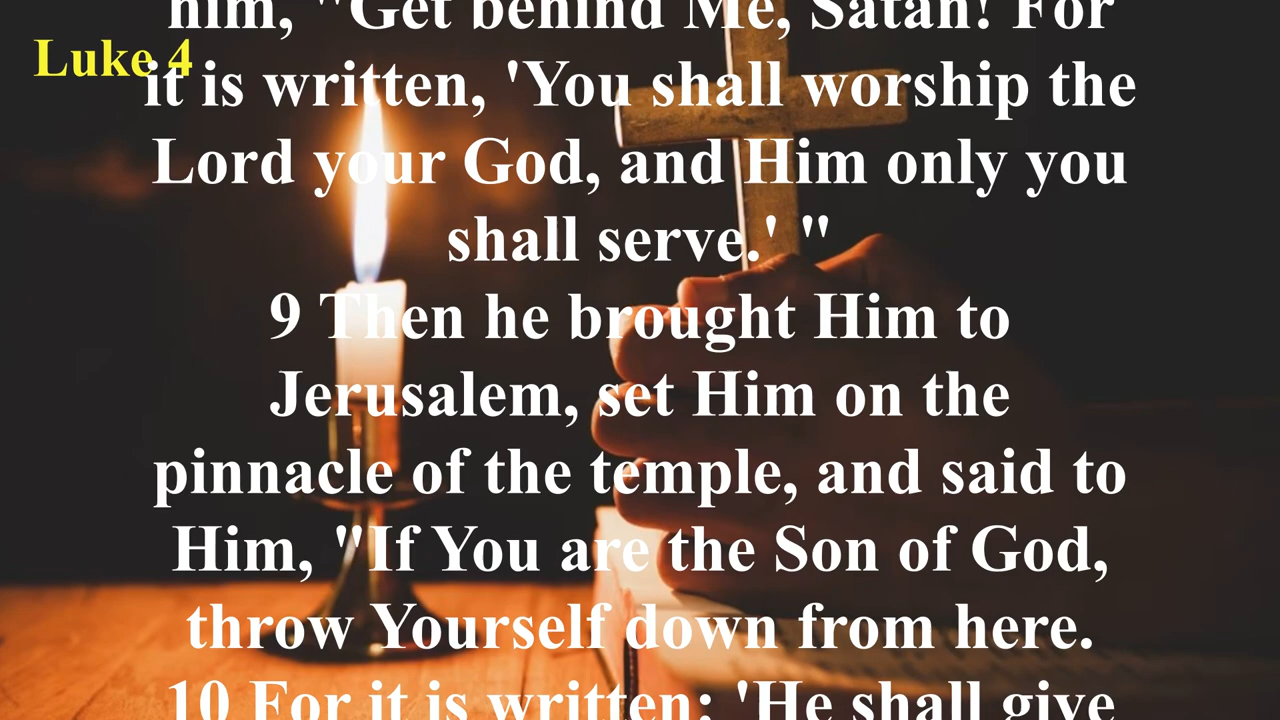 him, "Get behind Me, Satan! For
Luke 4
it is written, 'You shall worship the
Lord your God, and Him only you
shall serve.' "
9 Then he brought Him to
Jerusalem, set Him on the
pinnacle of the temple, and said to
Him, "If You are the Son of God,
throw Yourself down from here.
10 For it is written: 'He shall give